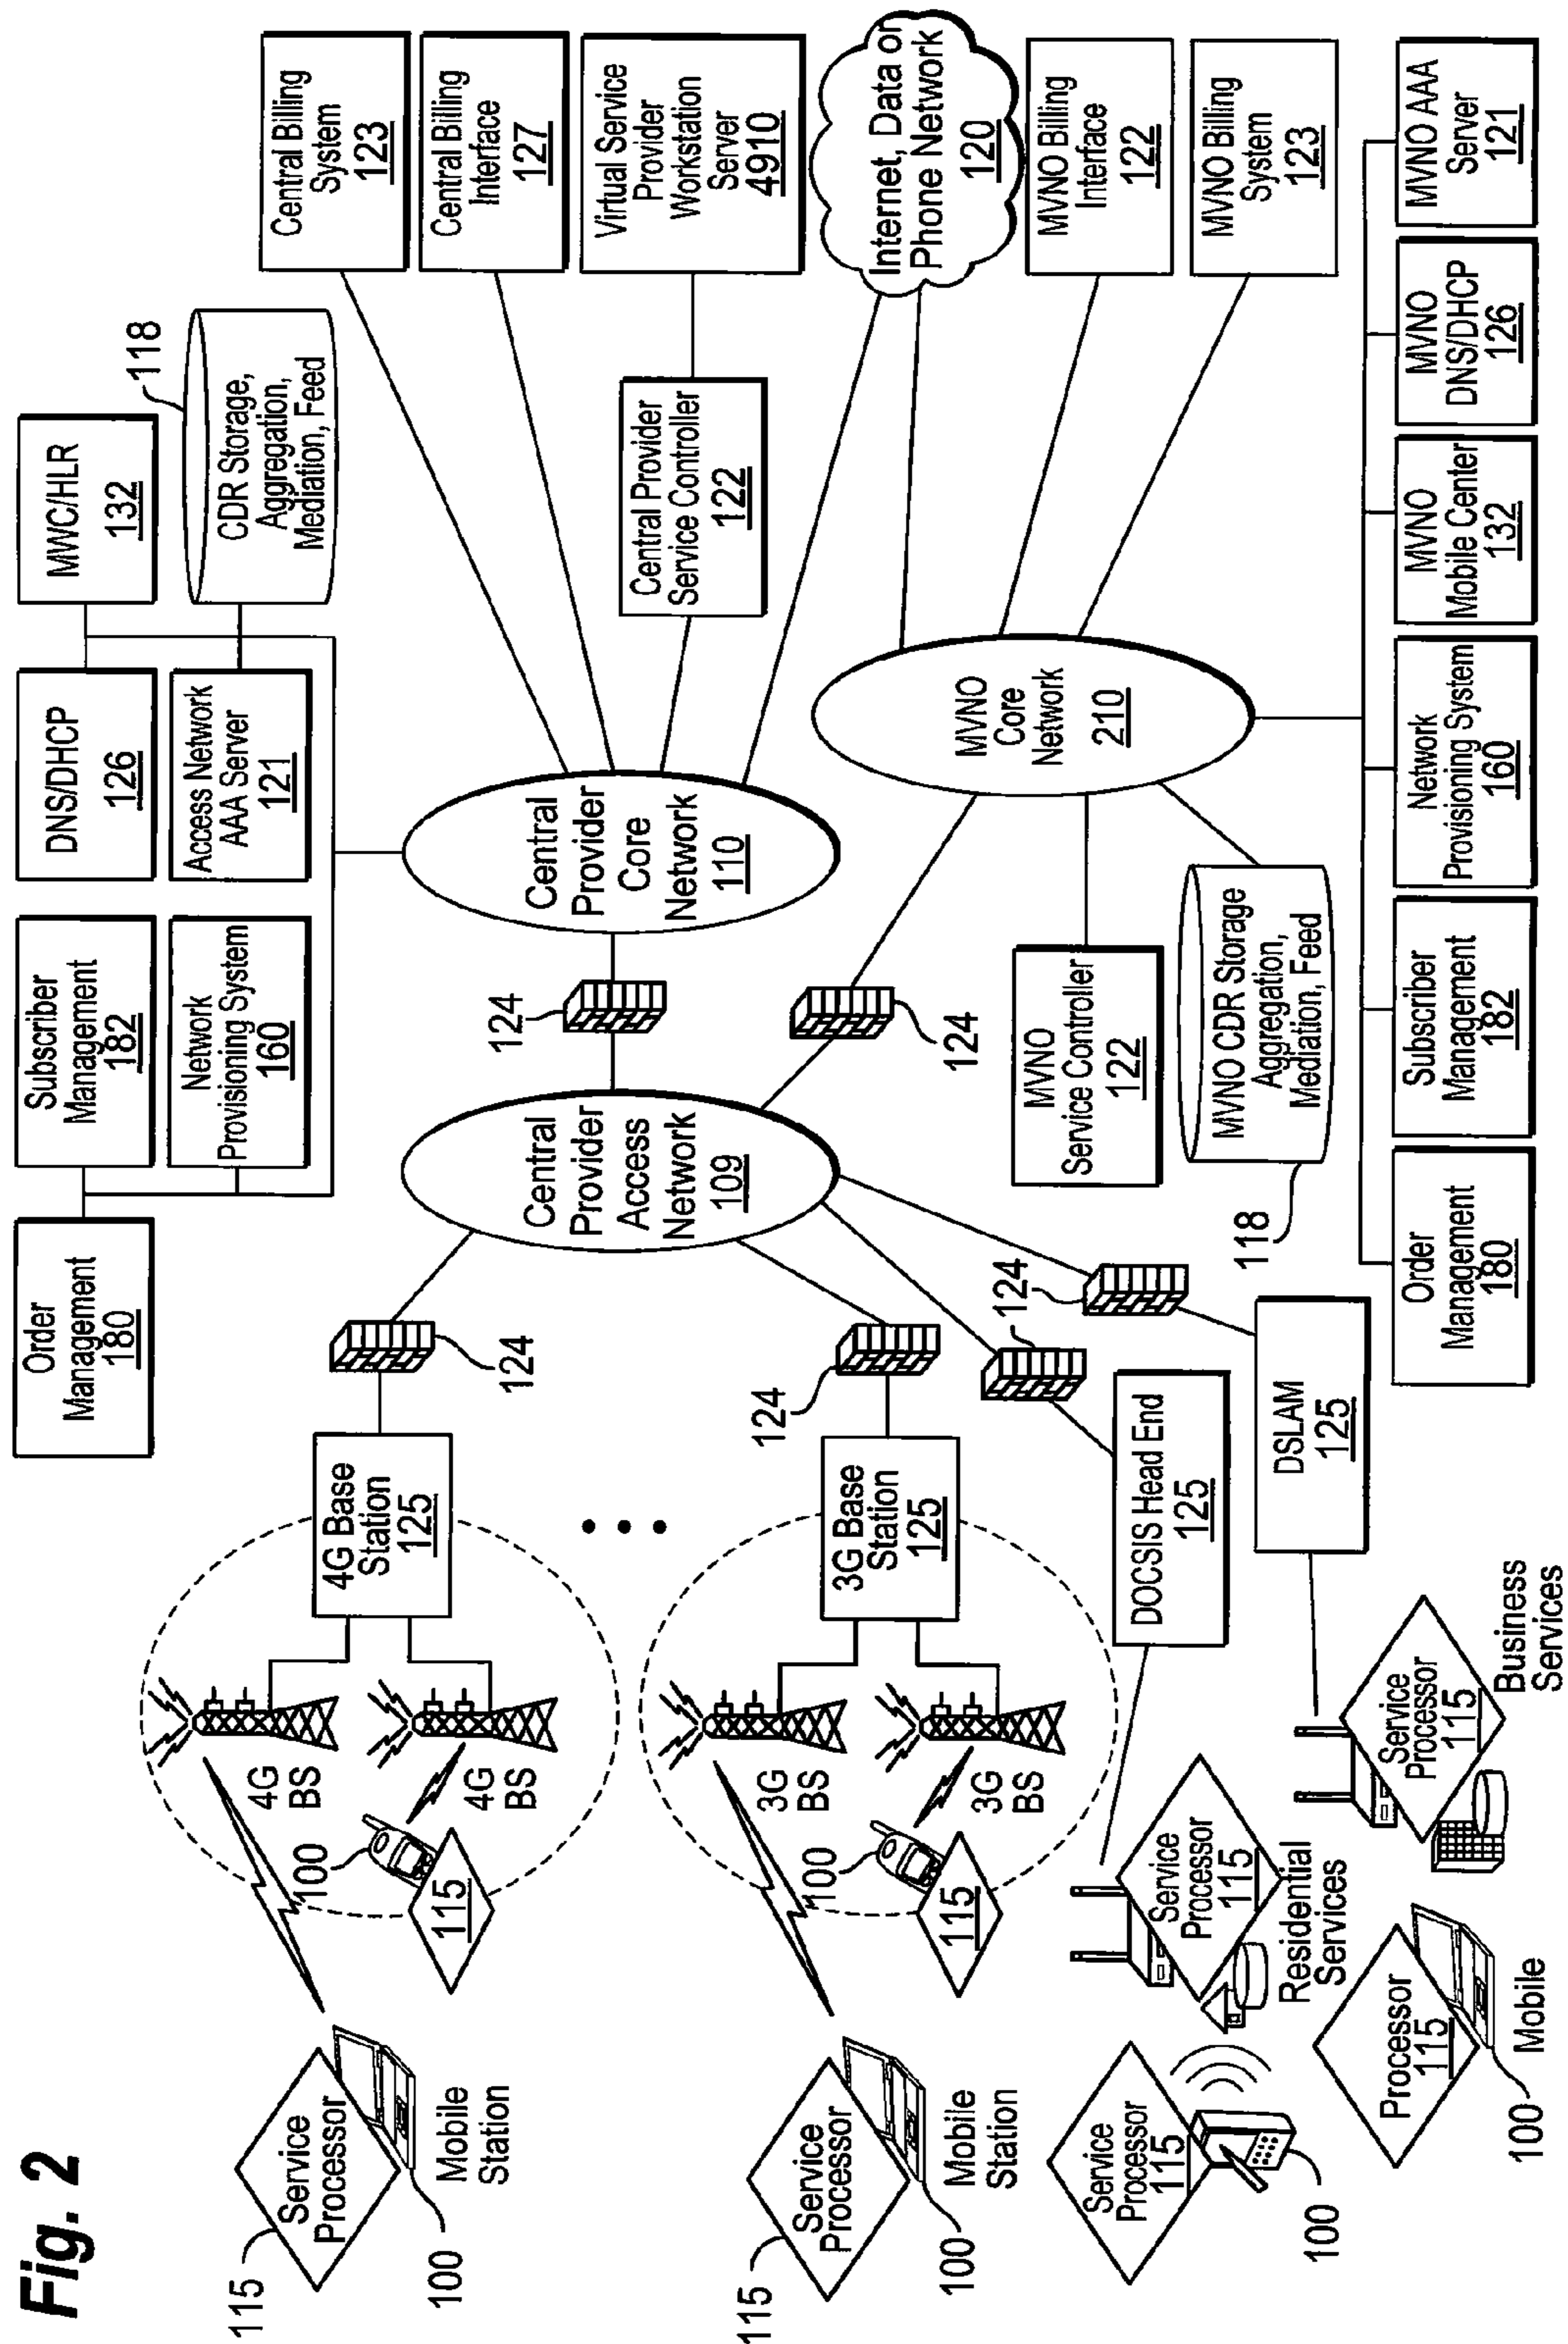 Fig. 2
Order
Management
180
Subscriber
Management
182
DNS/DHCP
126
MWC/HLR
132
Network
Provisioning System
160
Access Network
AAA Server
121
118
CDR Storage,
Aggregation,
Mediation, Feed
Central Billing
System
123
Central Billing
Interface
127
Virtual Service
Provider
Workstation
Server
4910
Central Provider
Service Controller
122
Internet, Data or
Phone Network
120
MVNO Billing
Interface
122
MVNO Billing
System
123
Central
Provider
Core
Network
110
MVNO
Core
Network
210
124
124
Central
Provider
Access
Network
109
MVNO
Service Controller
122
MVNO CDR Storage
Aggregation,
Mediation, Feed
118
124
124
124
4G Base
Station
125
3G Base
Station
125
DOCSIS Head End
125
DSLAM
125
4G
BS
4G
BS
3G
BS
3G
BS
100
115
100
115
115
Service
Processor
100
Mobile
Station
115
Service
Processor
100
Mobile
Station
Service
Processor
115
100
Service
Processor
115
Residential
Services
Service
Processor
115
Business
Services
Processor
115
100
Mobile
Order
Management
180
Subscriber
Management
182
Network
Provisioning System
160
MVNO
Mobile Center
132
MVNO
DNS/DHCP
126
MVNO AAA
Server
121